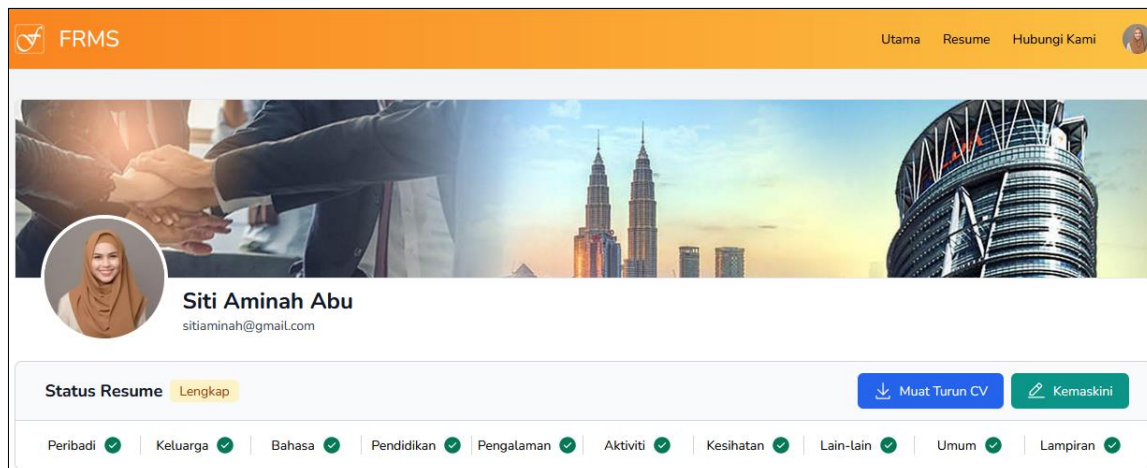 FRMS
Utama Resume Hubungi Kami
Siti Aminah Abu
sitiaminah@gmail.com
Status Resume Lengkap Muat Turun CV Kemaskini
Peribadi Keluarga Bahasa Pendidikan Pengalaman Aktiviti Kesihatan Lain-lain Umum Lampiran